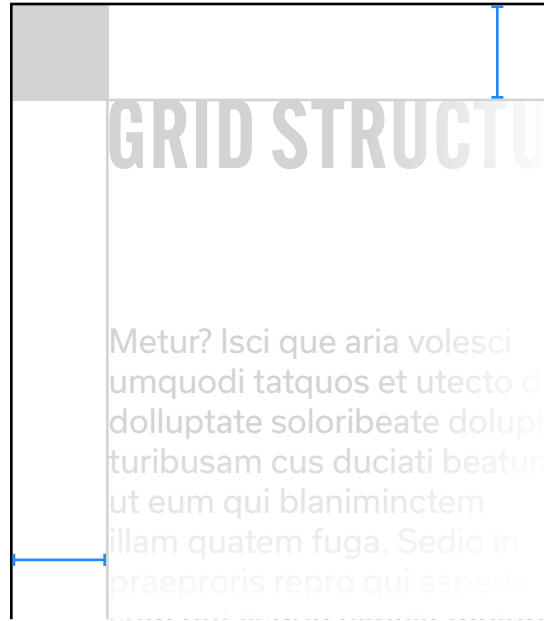 GRID STRUCTU
Metur? Isci que aria volesci
umquodi tatquos et utecto d
dolluptate soloribeate dolupt
turibusam cus duciati beatum
ut eum qui blaniminctem
illam quatem fuga. Sedio in
praeproris repro qui asperia